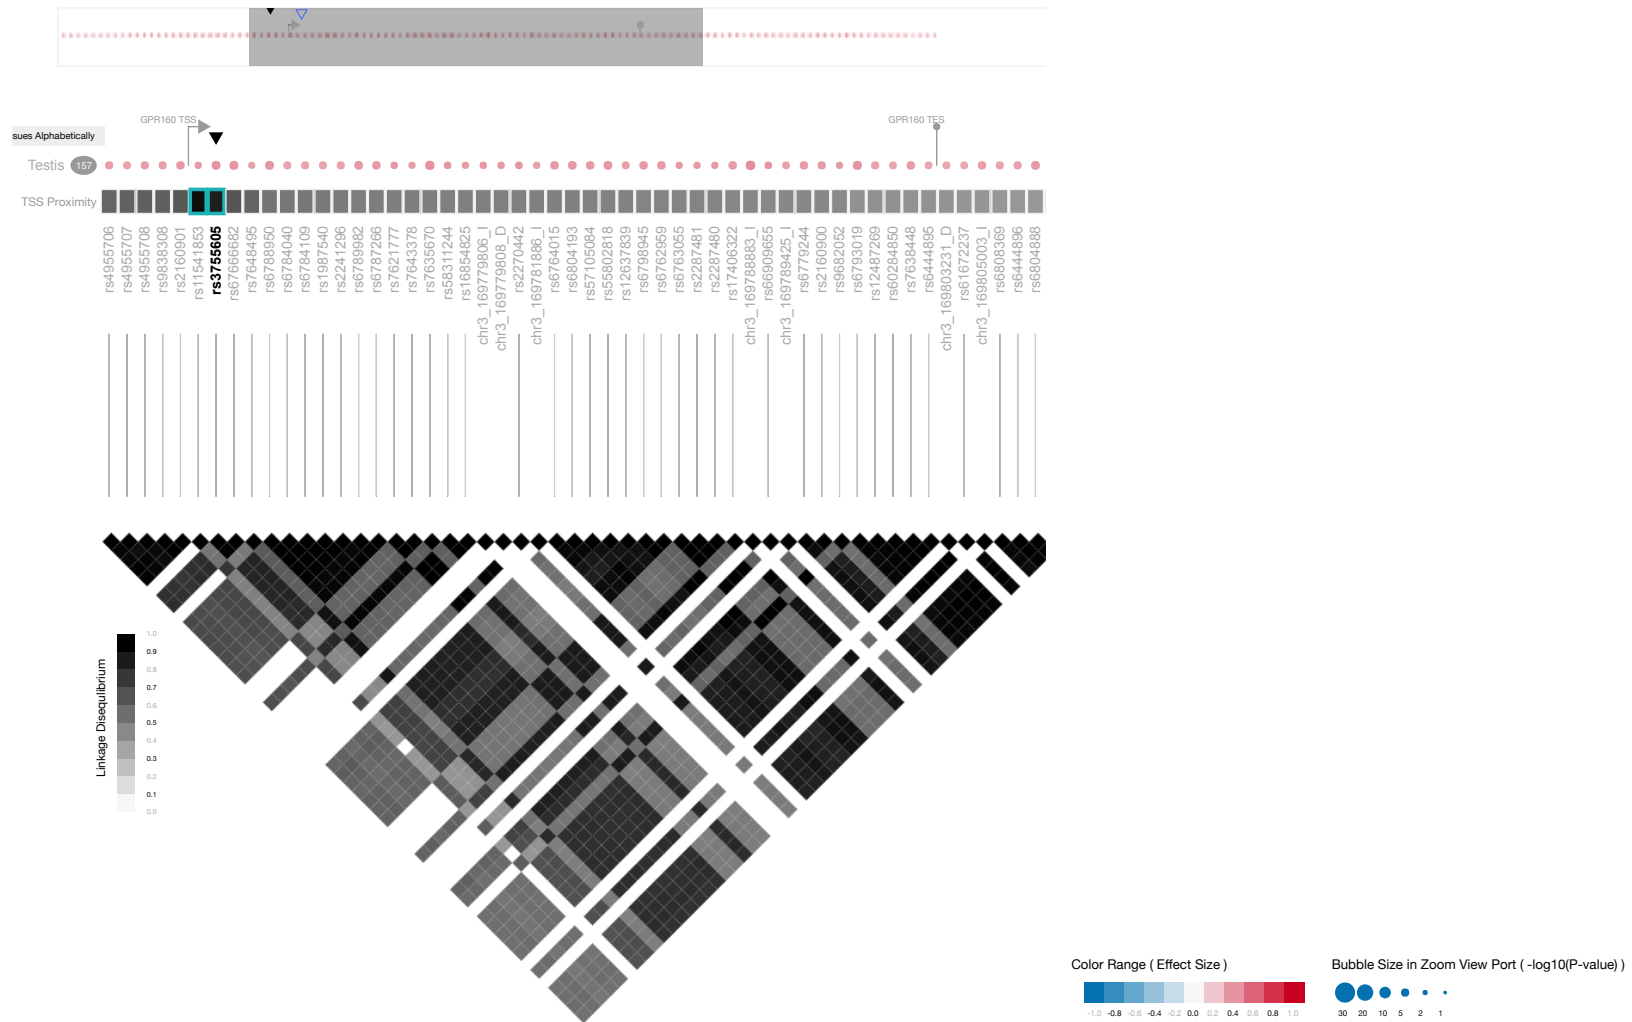 GPR160 TSS
GPR160 TES
sues Alphabetically
Testis 157
TSS Proximity
rs4955706
rs4955707
rs4955708
rs9838308
rs2160901
rs11541853
rs3755605
rs67666682
rs7648495
rs6788950
rs6784040
rs6784109
rs11987540
rs2241296
rs6789982
rs6787266
rs7621777
rs7643378
rs7635670
rs58311244
rs16854825
chr3_169779806_I
chr3_169779808_D
rs2270442
chr3_169781886_I
rs6764015
rs6804193
rs57105084
rs55802818
rs12637839
rs6798945
rs6762959
rs6763055
rs2287481
rs2287480
rs17406322
chr3_169788883_I
rs66909655
chr3_169789425_I
rs6779244
rs2160900
rs9682052
rs6793019
rs12487269
rs60284850
rs7638448
rs6444895
chr3_169803231_D
rs61672237
chr3_169805003_I
rs6808369
rs6444896
rs6804888
Linkage Disequlibrium
1.0
0.9
0.8
0.7
0.6
0.5
0.4
0.3
0.2
0.1
0.0
Color Range ( Effect Size )
-1.0 -0.8 -0.6 -0.4 -0.2 0.0 0.2 0.4 0.6 0.8 1.0
Bubble Size in Zoom View Port ( -log10(P-value) )
30 20 10 5 2 1